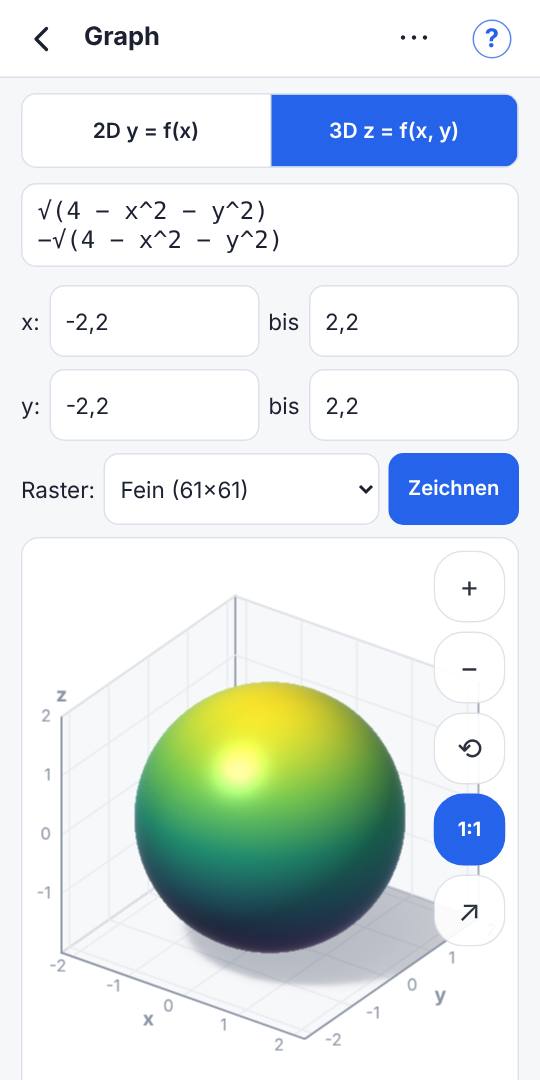 Graph
...
?
2D y = f(x)
3D z = f(x, y)
√(4 − x^2 − y^2)
−√(4 − x^2 − y^2)
x: -2,2 bis 2,2
y: -2,2 bis 2,2
Raster: Fein (61×61) Zeichnen
+
−
⟲
1:1
↗
z
2
1
0
-1
-2
-1
0
1
2
x
-2
-1
0
1
y